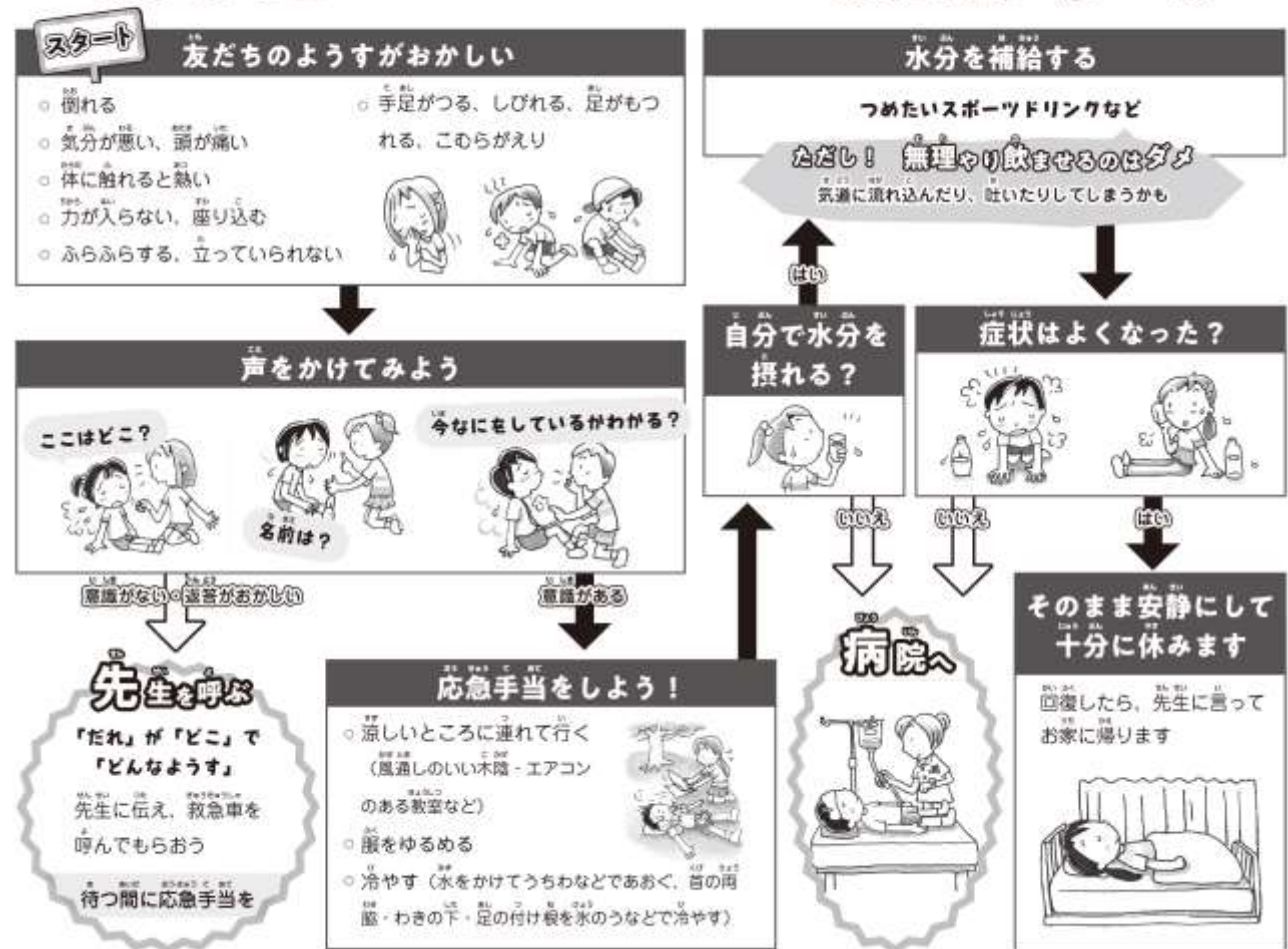 スタート
友だちのようすがおかしい
○ 倒れる
○ 気分が悪い、頭が痛い
○ 体に触れると熱い
○ 力が入らない、座り込む
○ ふらふらする、立っていられない
○ 手足がつる、しびれる、足がもつ
れる、こむらがえり
声をかけてみよう
ここはどこ？
名前は？
今なにをしているかわかる？
意識がない・返答がおかしい
意識がある
先生を呼ぶ
「だれ」が「どこ」で
「どんなようす」
先生に伝え、救急車を
呼んでもらおう
待つ間に応急手当を
応急手当をしよう！
○ 涼しいところに連れて行く
（風通しのいい木陰‐エアコン
のある教室など）
○ 服をゆるめる
○ 冷やす（水をかけてうちわなどであおぐ、首の両
脇・わきの下・足の付け根を氷のうなどで冷やす）
自分で水分を
摂れる？
はい
いいえ
水分を補給する
つめたいスポーツドリンクなど
ただし！ 無理やり飲ませるのはダメ
気道に流れ込んだり、吐いたりしてしまうかも
症状はよくなった？
いいえ
はい
病院へ
そのまま安静にして
十分に休みます
回復したら、先生に言って
お家に帰ります